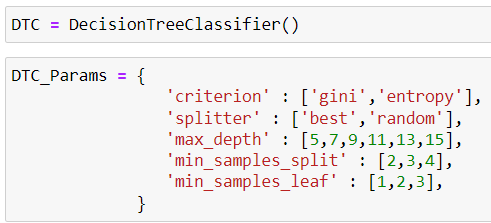 DTC = DecisionTreeClassifier()
DTC_Params = {
'criterion' : ['gini','entropy'],
'splitter' : ['best','random'],
'max_depth' : [5,7,9,11,13,15],
'min_samples_split' : [2,3,4],
'min_samples_leaf' : [1,2,3],
}